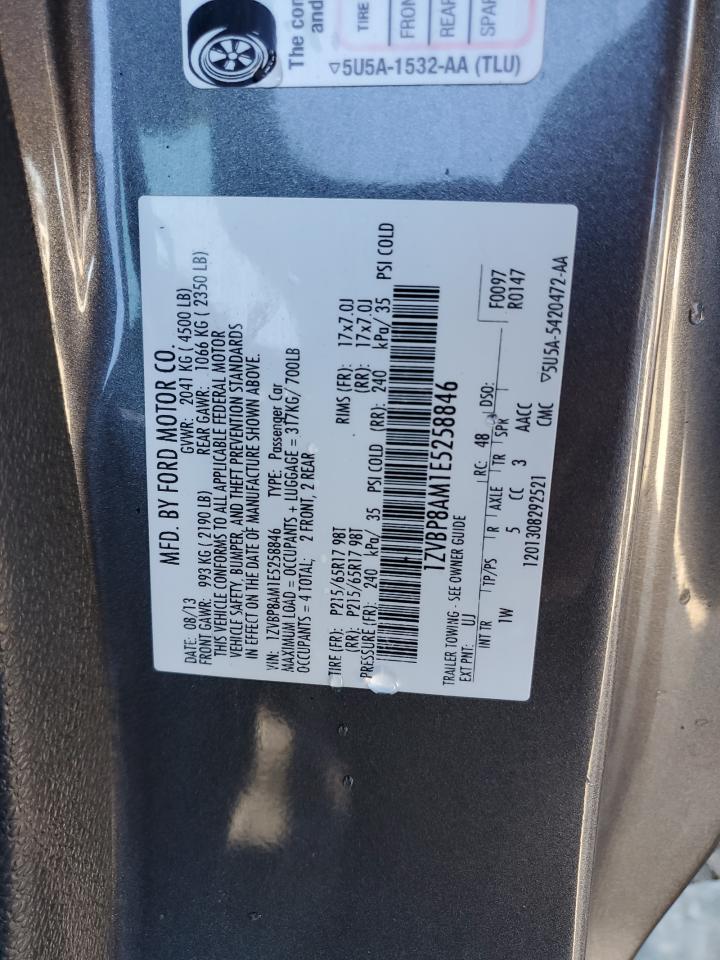 The con
and
TIRE
FRON
REAR
SPAR
▽5U5A-1532-AA (TLU)
MFD. BY FORD MOTOR CO.
DATE: 08/13 GVWR: 2041 KG ( 4500 LB)
FRONT GAWR: 993 KG ( 2190 LB) REAR GAWR: 1066 KG ( 2350 LB)
THIS VEHICLE CONFORMS TO ALL APPLICABLE FEDERAL MOTOR
VEHICLE SAFETY, BUMPER, AND THEFT PREVENTION STANDARDS
IN EFFECT ON THE DATE OF MANUFACTURE SHOWN ABOVE.
VIN: 1ZVBP8AM1E5258846 TYPE: Passenger Car
MAXIMUM LOAD = OCCUPANTS + LUGGAGE = 317KG/ 700LB
OCCUPANTS = 4 TOTAL: 2 FRONT, 2 REAR
TIRE (FR): P215/65R17 98T RIMS (FR): 17x7.0J
(RR): P215/65R17 98T (RR): 17x7.0J
PRESSURE (FR): 240 kPa/ 35 PSI COLD (RR): 240 kPa/ 35 PSI COLD
1ZVBP8AM1E5258846
TRAILER TOWING - SEE OWNER GUIDE
EXT PNT: UJ RC: 48 DSO: F0097
INT TR TP/PS R AXLE TR SPR R0147
1W 5 CC 3 AACC
1201308292521 CMC ▽5U5A-5420472-AA